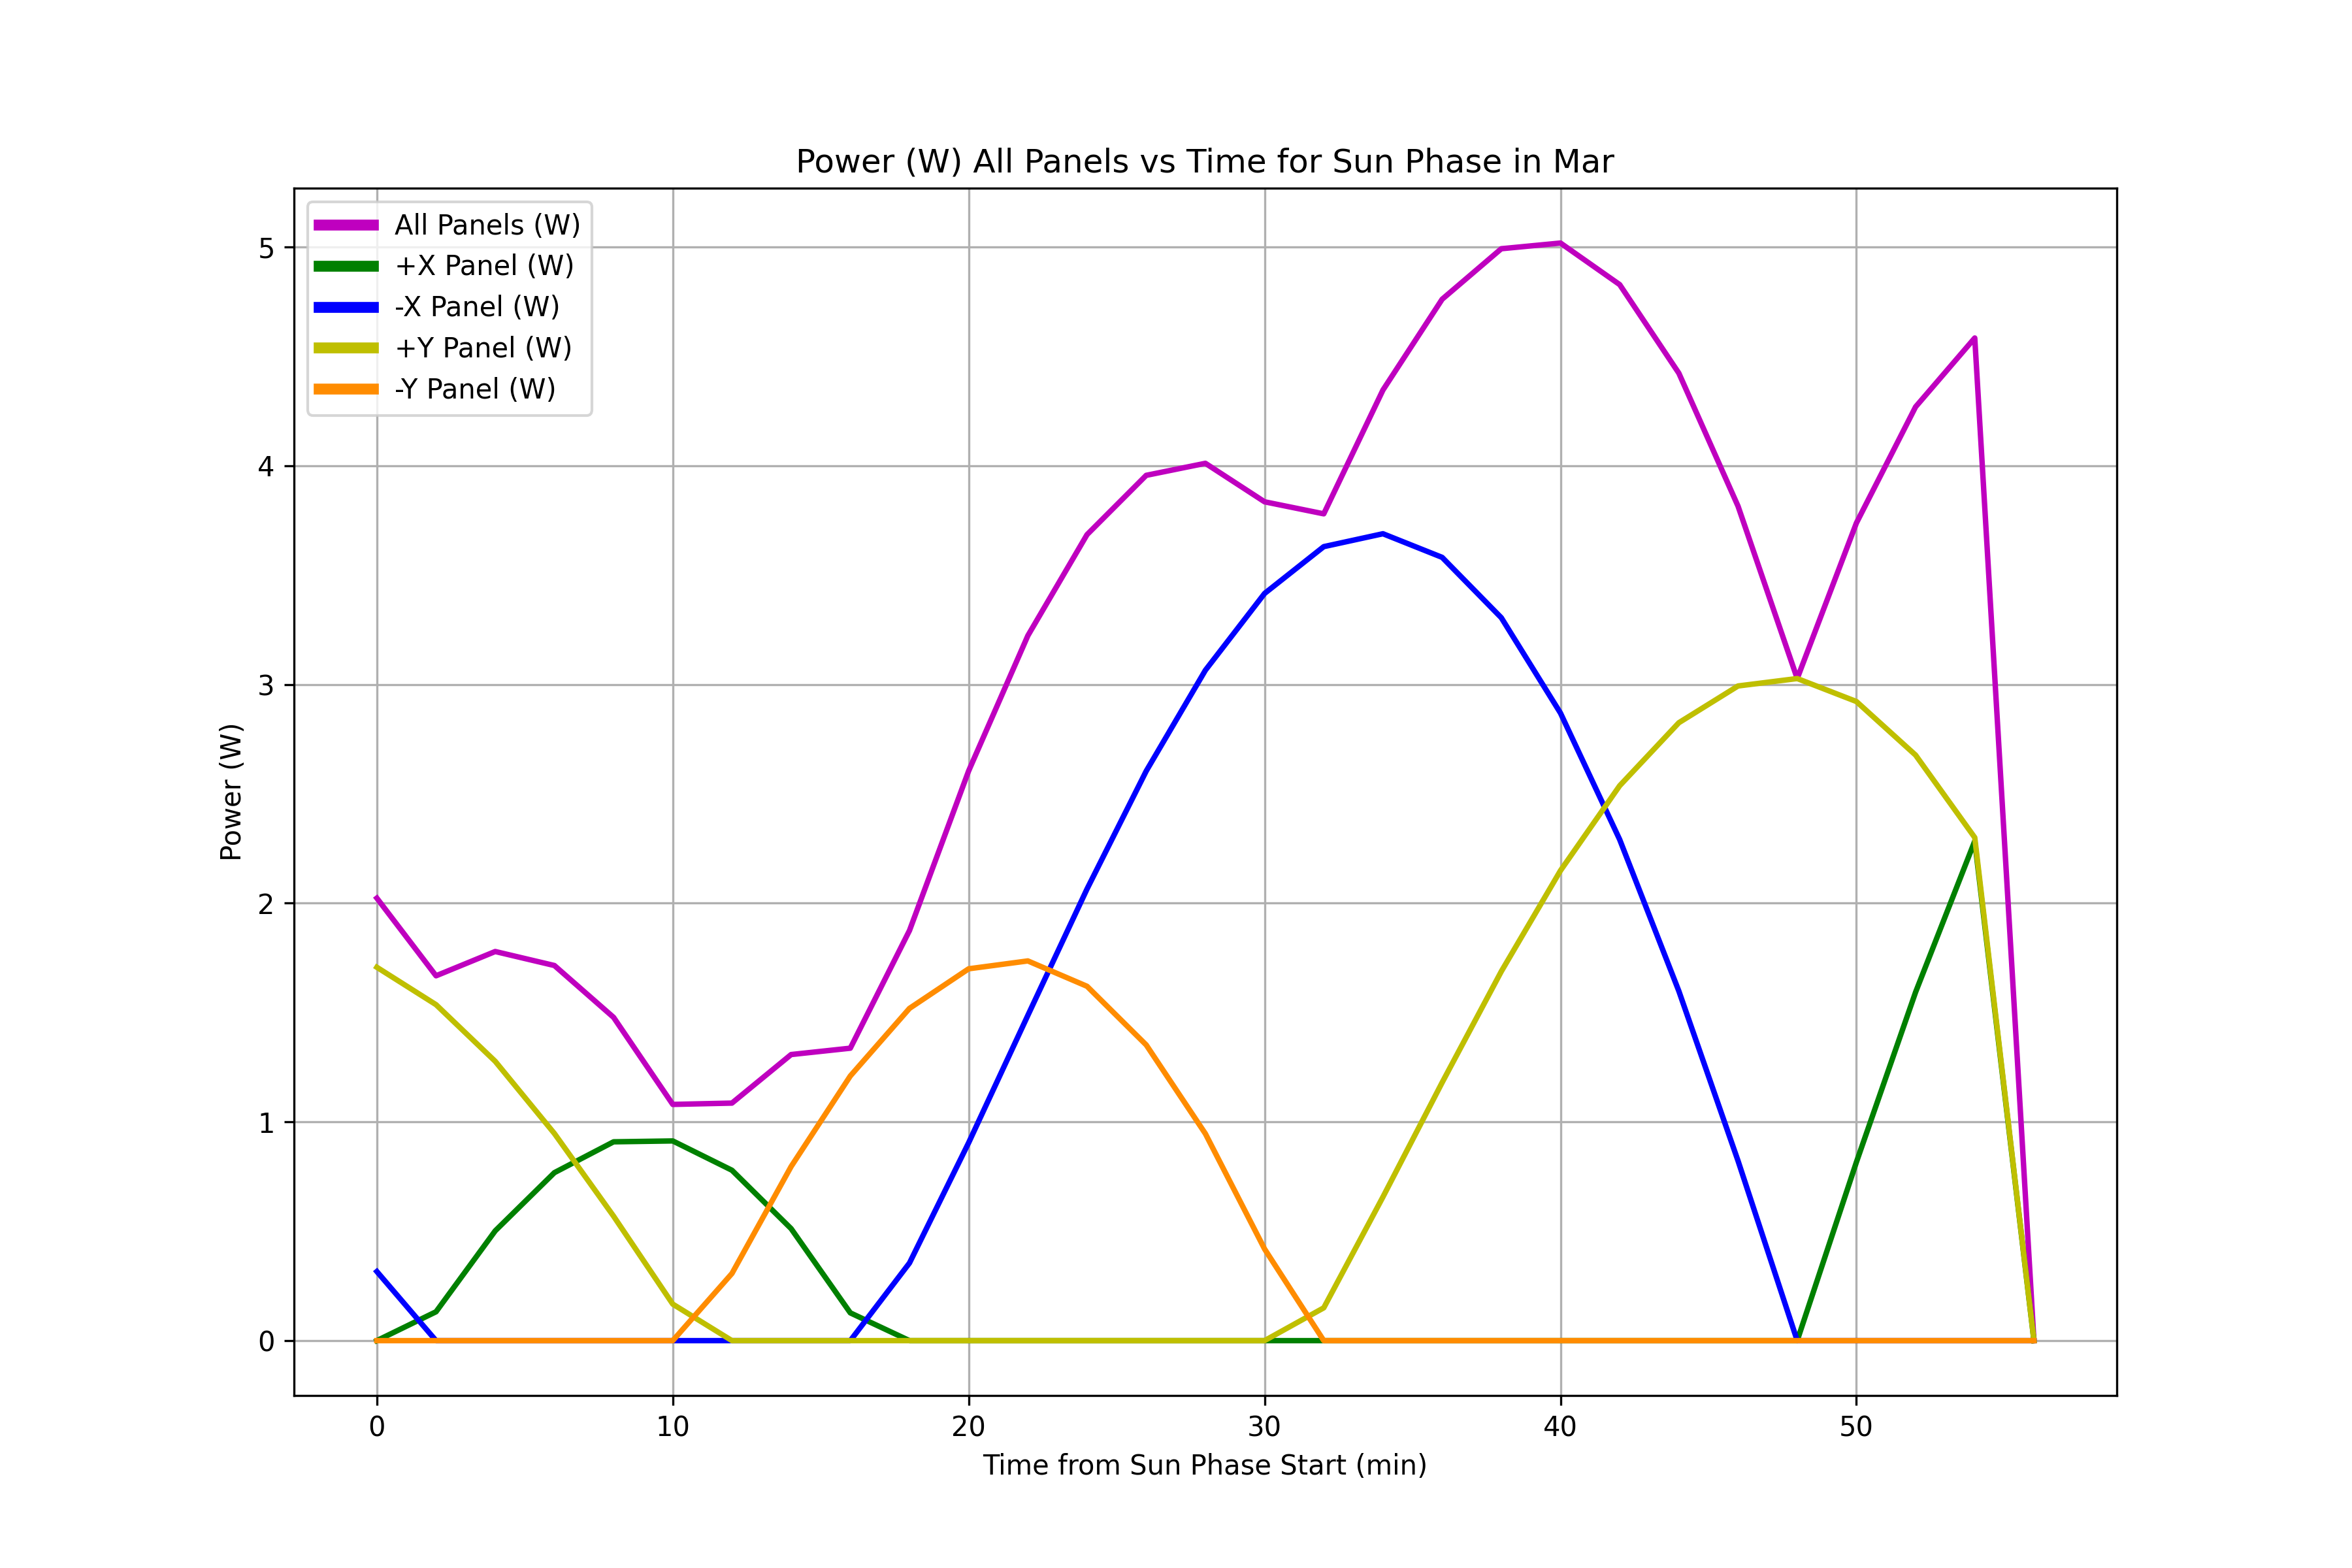 Power (W) All Panels vs Time for Sun Phase in Mar
All Panels (W)
+X Panel (W)
-X Panel (W)
+Y Panel (W)
-Y Panel (W)
5
4
3
2
1
0
Power (W)
0 10 20 30 40 50
Time from Sun Phase Start (min)